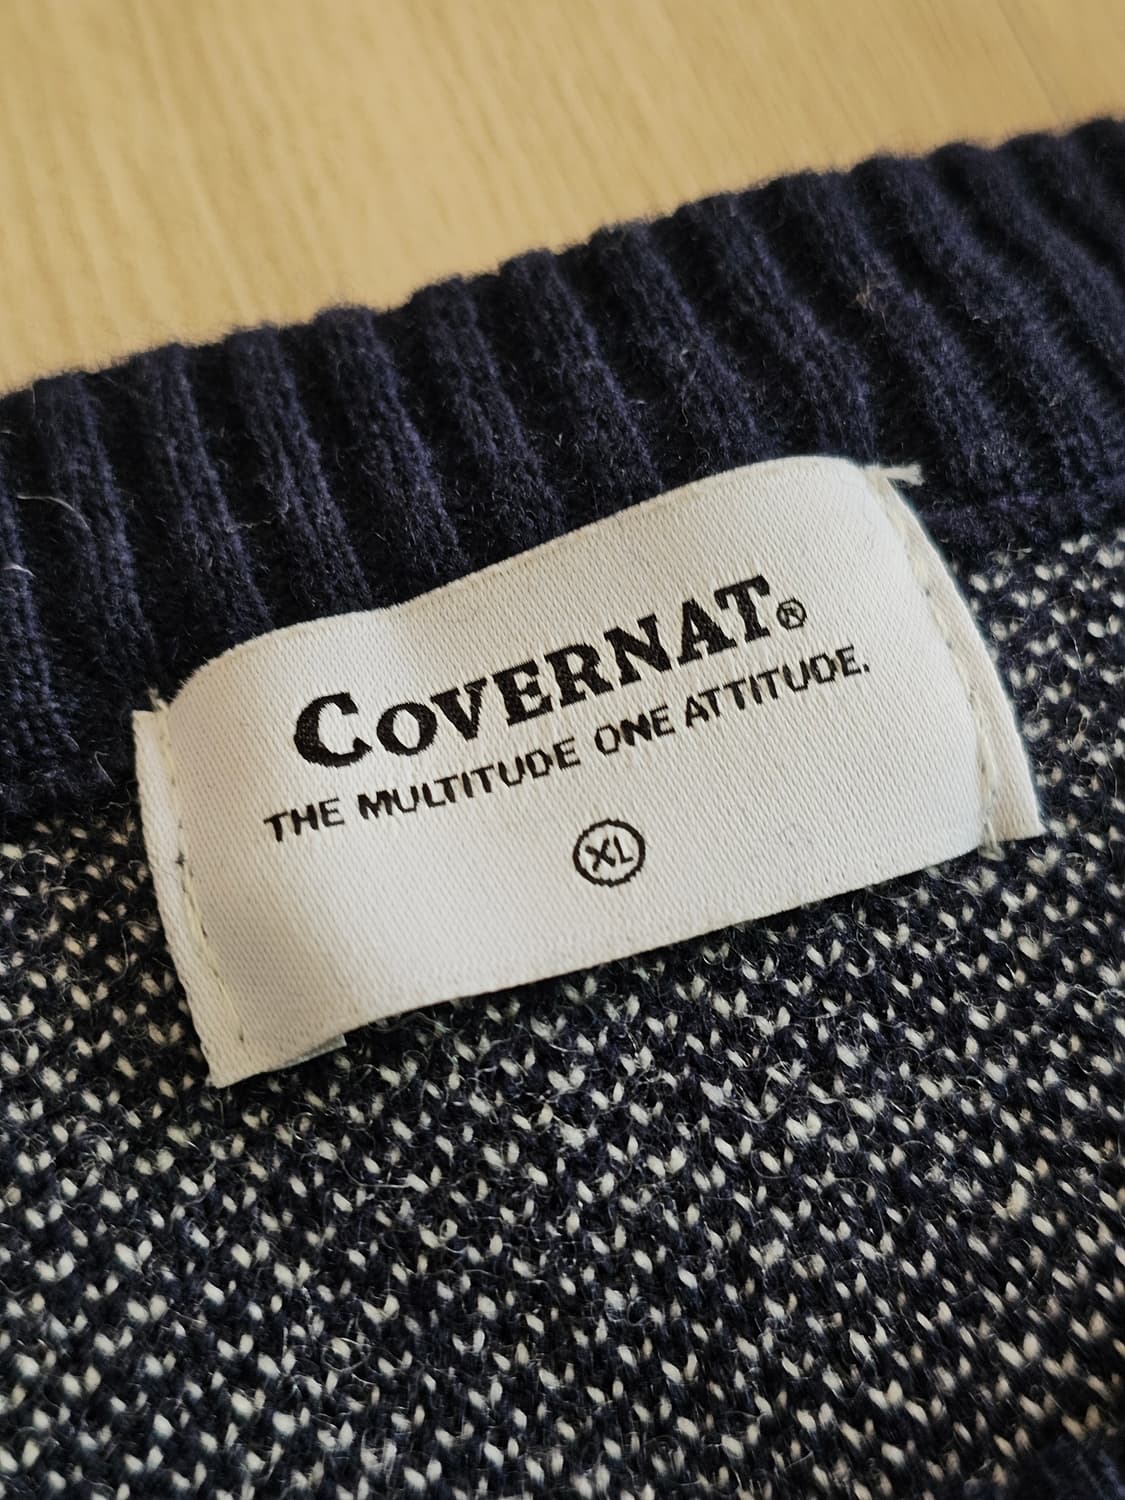 COVERNAT®
THE MULTITUDE ONE ATTITUDE.
XL